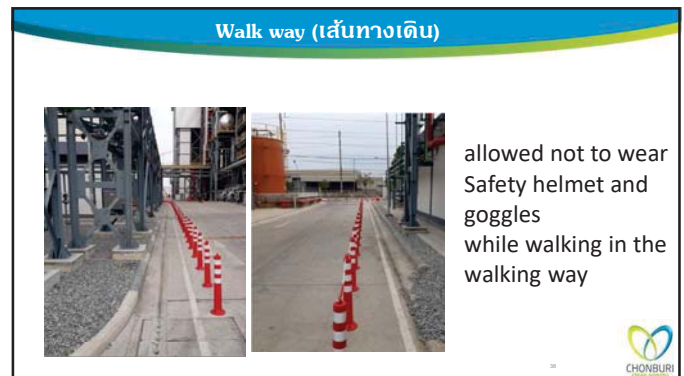 Walk way (เส้นทางเดิน)
allowed not to wear
Safety helmet and
goggles
while walking in the
walking way
CHONBURI